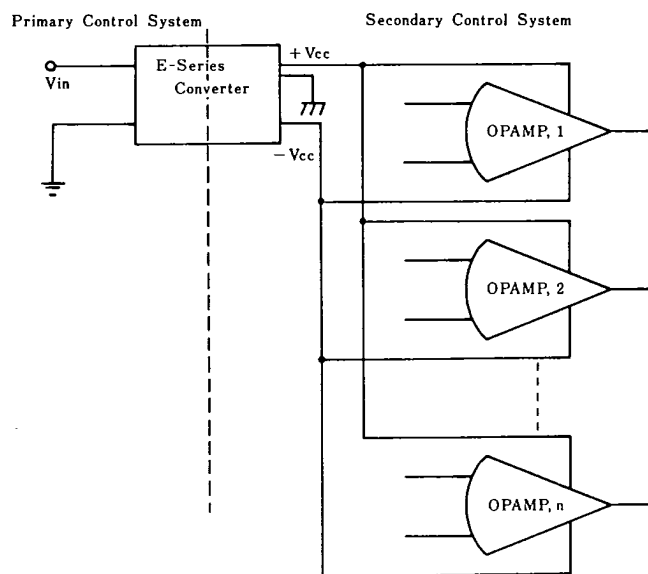 Primary Control System
Secondary Control System
E-Series
Converter
+Vcc
Vin
-Vcc
OPAMP, 1
OPAMP, 2
OPAMP, n